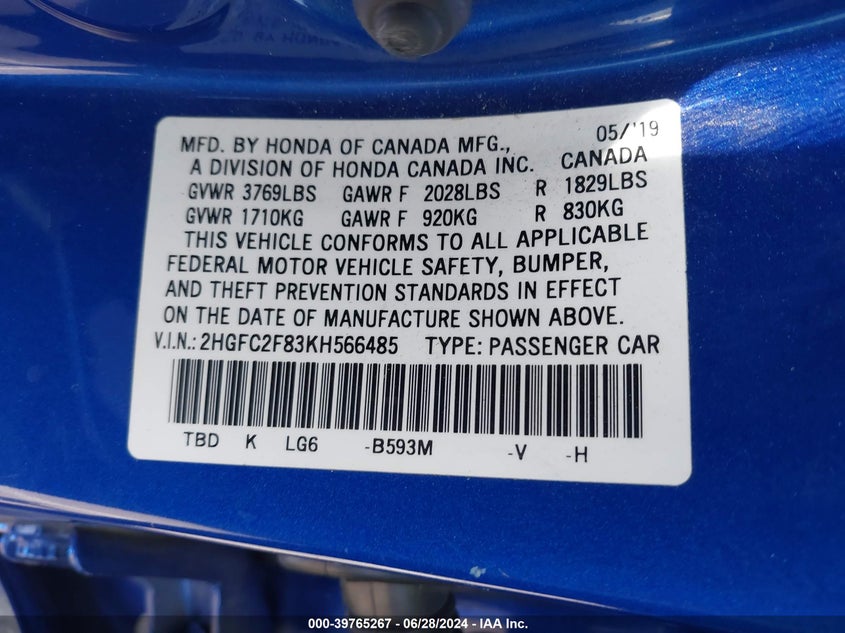 MFD. BY HONDA OF CANADA MFG., 05/'19
A DIVISION OF HONDA CANADA INC. CANADA
GVWR 3769LBS GAWR F 2028LBS R 1829LBS
GVWR 1710KG GAWR F 920KG R 830KG
THIS VEHICLE CONFORMS TO ALL APPLICABLE
FEDERAL MOTOR VEHICLE SAFETY, BUMPER,
AND THEFT PREVENTION STANDARDS IN EFFECT
ON THE DATE OF MANUFACTURE SHOWN ABOVE.
V.I.N.: 2HGFC2F83KH566485 TYPE: PASSENGER CAR
TBD K LG6 -B593M -V -H
000-39765267 / 06/28/2024 - IAA Inc.